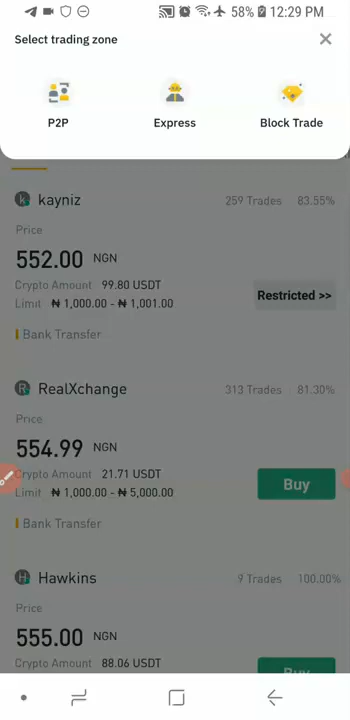 58% 12:29 PM
Select trading zone
P2P Express Block Trade
kayniz 259 Trades 83.55%
Price
552.00 NGN
Crypto Amount 99.80 USDT
Limit ₦ 1,000.00 - ₦ 1,001.00
Restricted >>
Bank Transfer
RealXchange 313 Trades 81.30%
Price
554.99 NGN
Crypto Amount 21.71 USDT
Limit ₦ 1,000.00 - ₦ 5,000.00
Buy
Bank Transfer
Hawkins 9 Trades 100.00%
Price
555.00 NGN
Crypto Amount 88.06 USDT
Buy